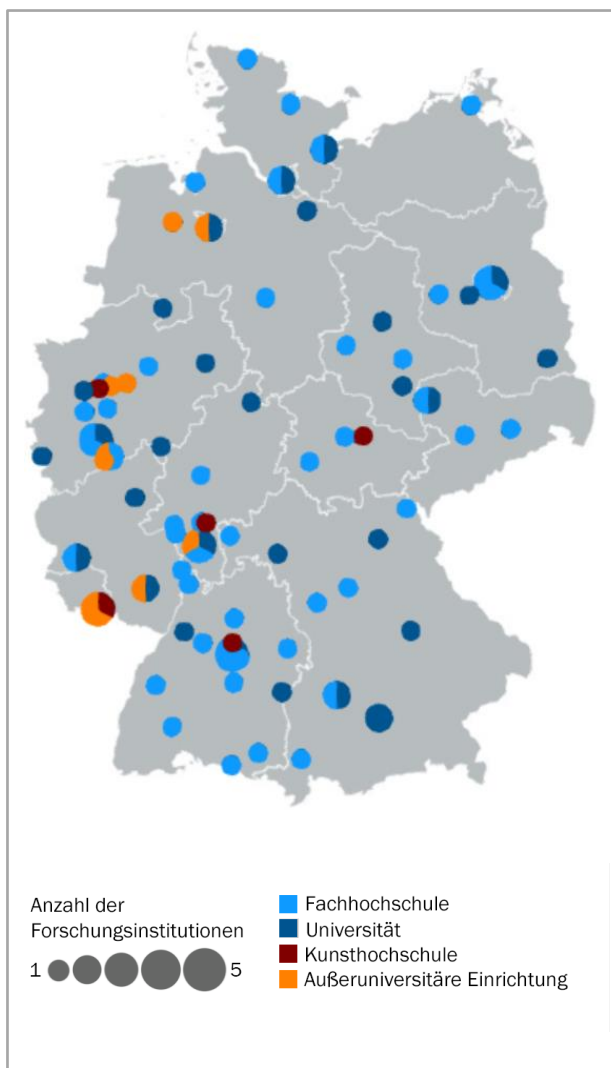 Anzahl der
Forschungsinstitutionen
1 5
Fachhochschule
Universität
Kunsthochschule
Außeruniversitäre Einrichtung